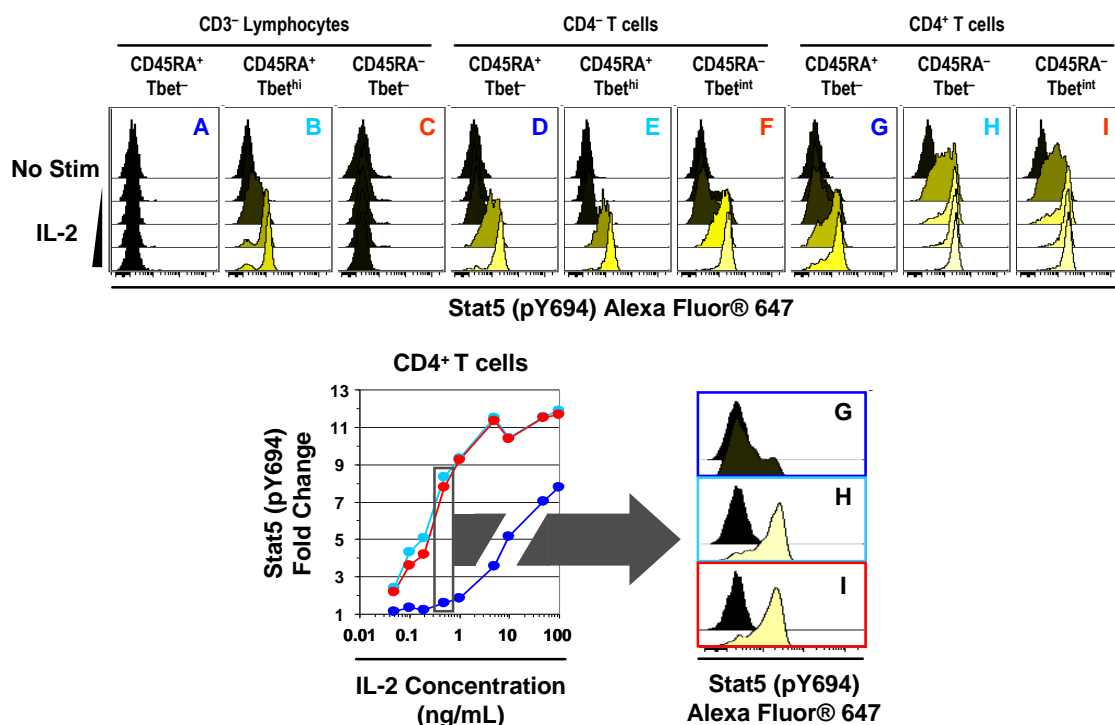 CD3⁻ Lymphocytes CD4⁻ T cells CD4⁺ T cells
CD45RA⁺ CD45RA⁺ CD45RA⁻ CD45RA⁺ CD45RA⁺ CD45RA⁻ CD45RA⁺ CD45RA⁻ CD45RA⁻
Tbet⁻ Tbetʰⁱ Tbet⁻ Tbet⁻ Tbetʰⁱ Tbetⁱⁿᵗ Tbet⁻ Tbet⁻ Tbetⁱⁿᵗ
A B C D E F G H I
No Stim
IL-2
Stat5 (pY694) Alexa Fluor® 647
CD4⁺ T cells
Stat5 (pY694)
Fold Change
13
11
9
7
5
3
1
0.01 0.1 1 10 100
IL-2 Concentration
(ng/mL)
G
H
I
Stat5 (pY694)
Alexa Fluor® 647